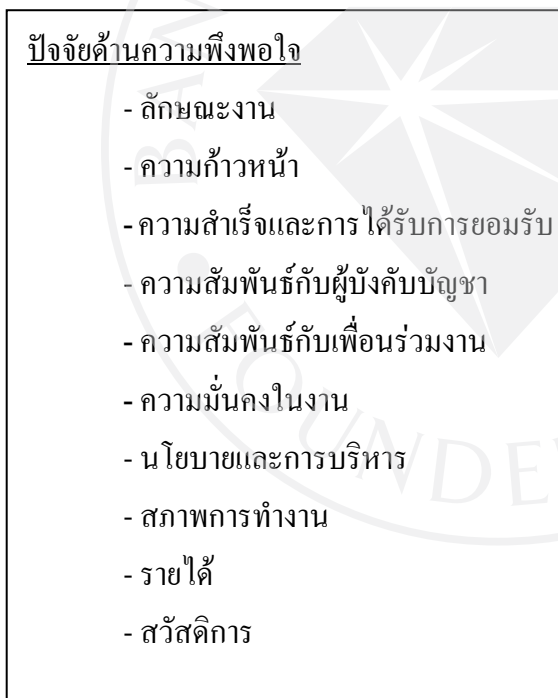 ปัจจัยด้านความพึงพอใจ
- ลักษณะงาน
- ความก้าวหน้า
- ความสำเร็จและการได้รับการยอมรับ
- ความสัมพันธ์กับผู้บังคับบัญชา
- ความสัมพันธ์กับเพื่อนร่วมงาน
- ความมั่นคงในงาน
- นโยบายและการบริหาร
- สภาพการทำงาน
- รายได้
- สวัสดิการ